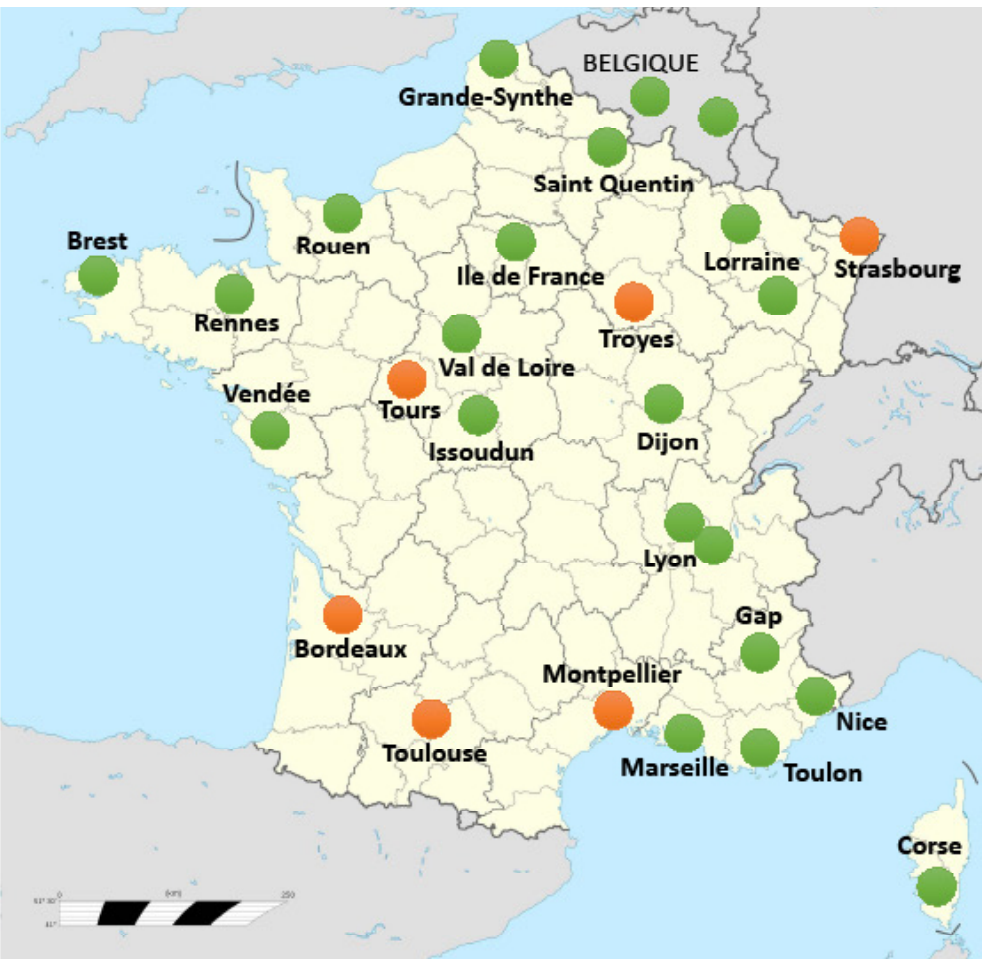 BELGIQUE
Grande-Synthe
Saint Quentin
Rouen
Brest
Ile de France
Lorraine
Strasbourg
Rennes
Troyes
Val de Loire
Vendée
Tours
Issoudun
Dijon
Lyon
Gap
Bordeaux
Montpellier
Nice
Toulouse
Marseille
Toulon
Corse
0
250